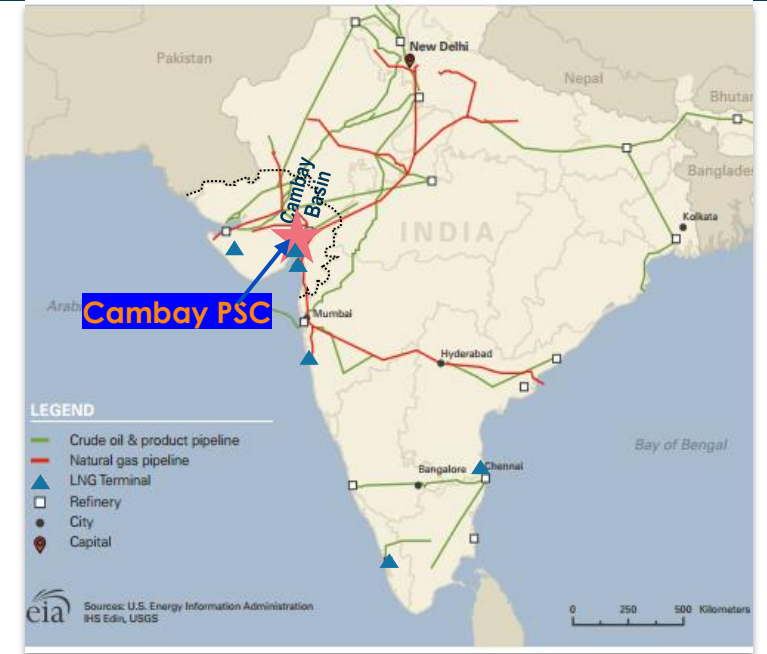 Pakistan
New Delhi
Nepal
Bhutan
Banglades
Cambay
Basin
Kolkata
INDIA
Cambay PSC
Arab
Mumbai
Hyderabad
LEGEND
Crude oil & product pipeline
Natural gas pipeline
LNG Terminal
Refinery
City
Capital
Bay of Bengal
Bangalore
Chennai
eia
Sources: U.S. Energy Information Administration
IHS Edin, USGS
0 250 500 Kilometers